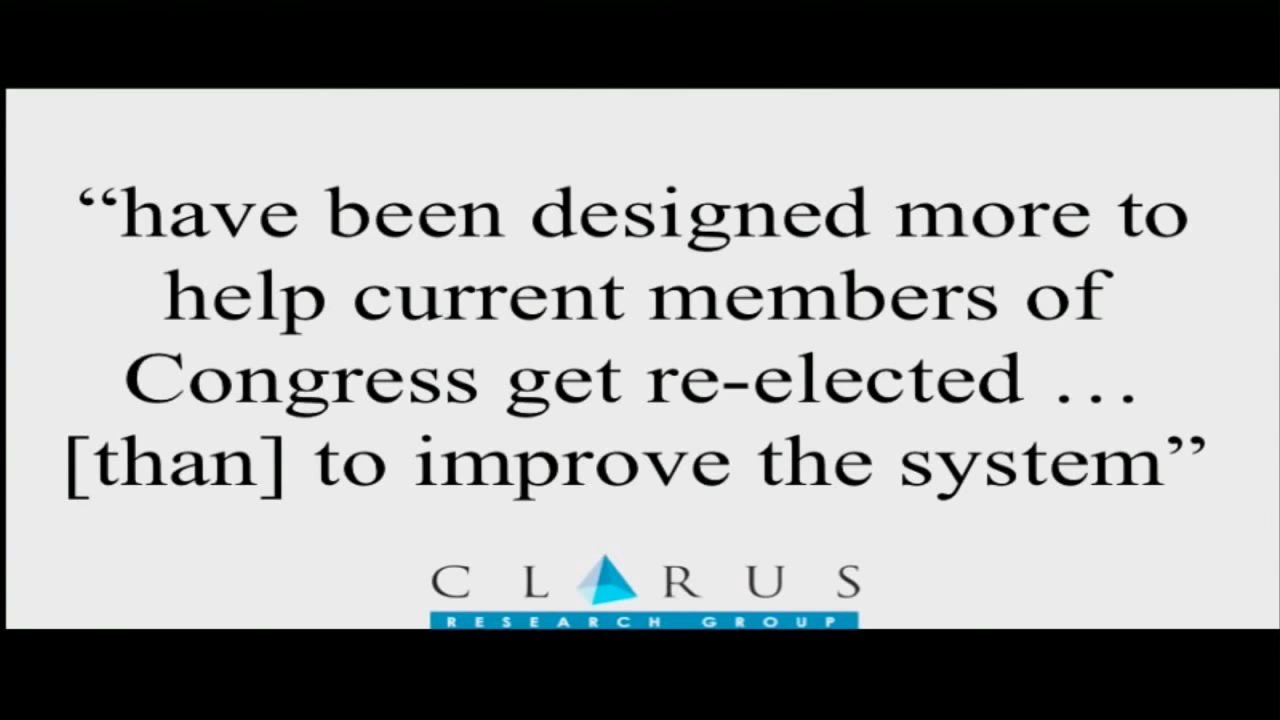 “have been designed more to
help current members of
Congress get re-elected …
[than] to improve the system”
CLARUS
RESEARCH GROUP